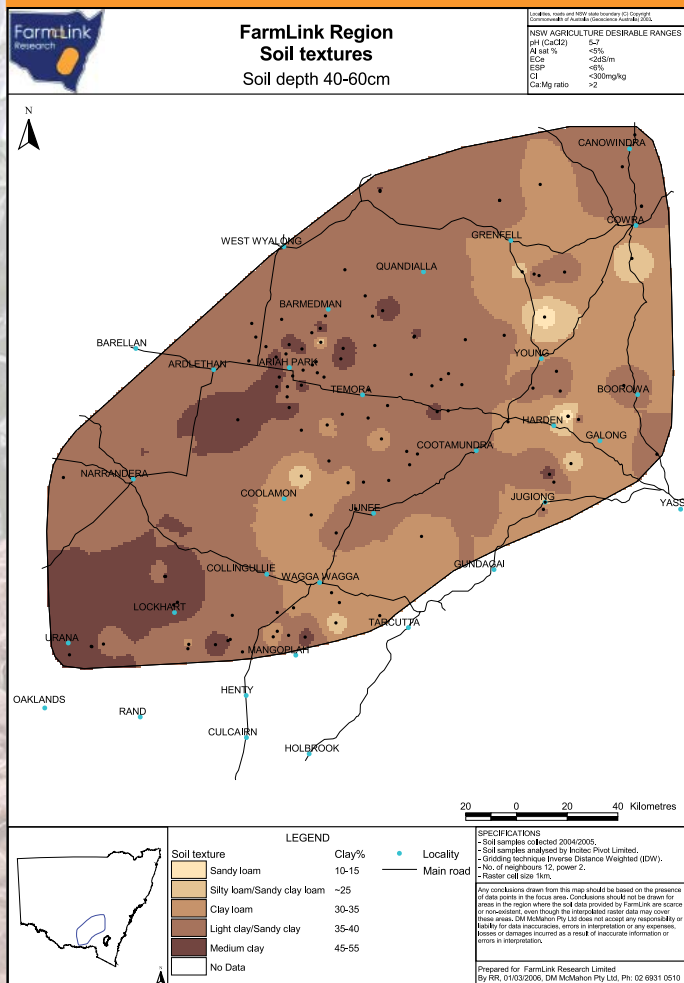 FarmLink
Research
FarmLink Region
Soil textures
Soil depth 40-60cm
Localities, roads and NSW state boundary (C) Copyright
Commonwealth of Australia (Geoscience Australia) 2003.
NSW AGRICULTURE DESIRABLE RANGES
pH (CaCl2) 5-7
Al sat % <5%
ECe <2dS/m
ESP <6%
Cl <300mg/kg
Ca:Mg ratio >2
N
CANOWINDRA
COWRA
GRENFELL
WEST WYALONG
QUANDIALLA
BARMEDMAN
BARELLAN
YOUNG
ARDLETHAN
ARIAH PARK
TEMORA
BOOROWA
HARDEN
GALONG
COOTAMUNDRA
NARRANDERA
COOLAMON
JUGIONG
YASS
JUNEE
GUNDAGAI
COLLINGULLIE
WAGGA WAGGA
LOCKHART
TARCUTTA
URANA
MANGOPLAH
HENTY
OAKLANDS
RAND
CULCAIRN
HOLBROOK
20 0 20 40 Kilometres
LEGEND
Soil texture Clay%
Sandy loam 10-15
Silty loam/Sandy clay loam ~25
Clay loam 30-35
Light clay/Sandy clay 35-40
Medium clay 45-55
No Data
Locality
Main road
N
SPECIFICATIONS
- Soil samples collected 2004/2005.
- Soil samples analysed by Incitec Pivot Limited.
- Gridding technique Inverse Distance Weighted (IDW).
- No. of neighbours 12, power 2.
- Raster cell size 1km.
Any conclusions drawn from this map should be based on the presence
of data points in the focus area. Conclusions should not be drawn for
areas in the region where the soil data provided by FarmLink are scarce
or non-existent, even though the interpolated raster data may cover
these areas. DM McMahon Pty Ltd does not accept any responsibility or
liability for data inaccuracies, errors in interpretation or any expenses,
losses or damages incurred as a result of inaccurate information or
errors in interpretation.
Prepared for FarmLink Research Limited
By RR, 01/03/2006, DM McMahon Pty Ltd, Ph: 02 6931 0510